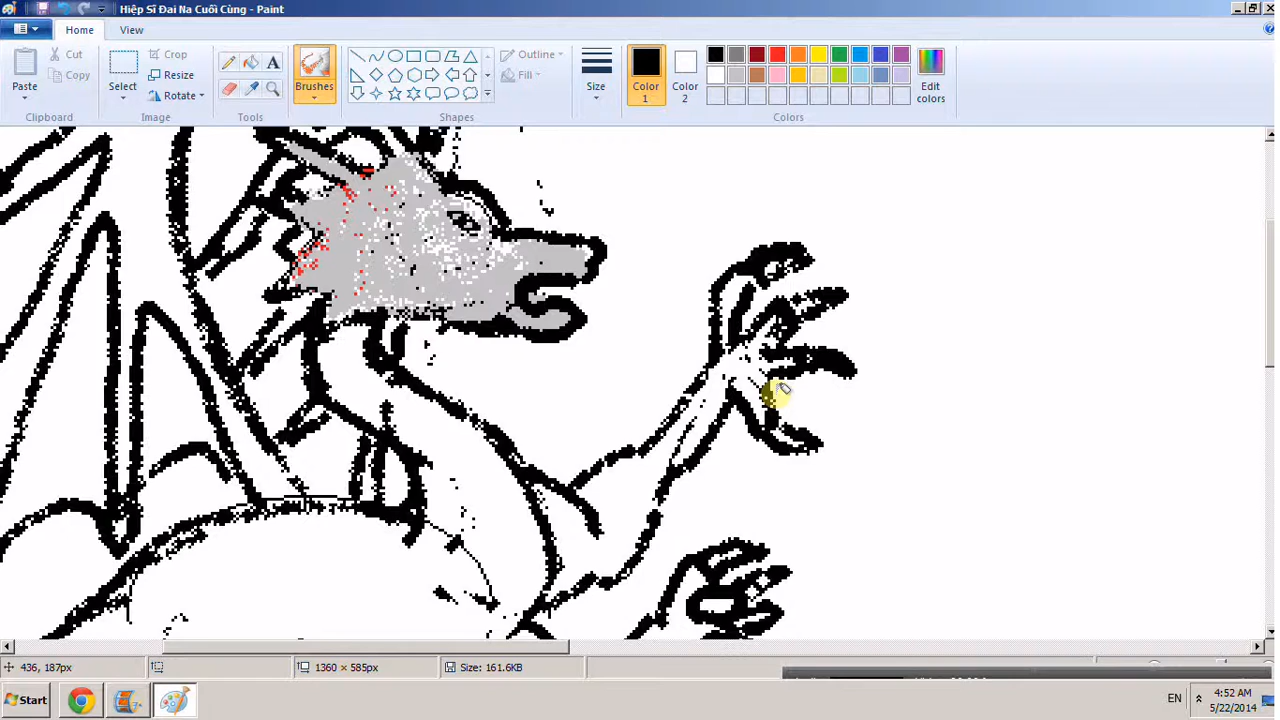 Hiệp Sĩ Đai Na Cuối Cùng - Paint
Home View
Paste
Cut
Copy
Clipboard
Select
Crop
Resize
Rotate
Image
A
Tools
Brushes
Outline
Fill
Shapes
Size
Color 1
Color 2
Edit colors
Colors
436, 187px
1360 × 585px
Size: 161.6KB
Start
EN
4:52 AM
5/22/2014